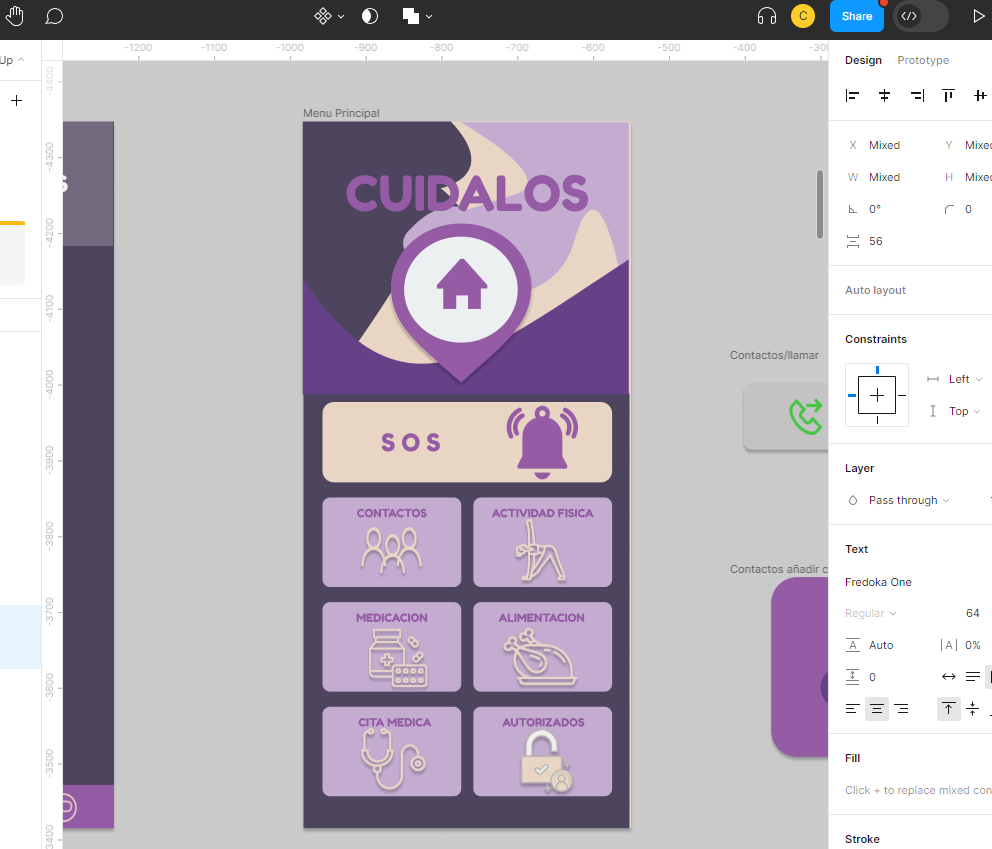 C
Share
Up
-1200
-1100
-1000
-900
-800
-700
-600
-500
-400
-300
-4400
-4300
-4200
-4100
-4000
-3900
-3800
-3700
-3600
-3500
3400
S
Menu Principal
CUIDALOS
SOS
CONTACTOS
ACTIVIDAD FISICA
MEDICACION
ALIMENTACION
CITA MEDICA
AUTORIZADOS
Contactos/llamar
Contactos añadir c
Design
Prototype
X Mixed
Y Mixed
W Mixed
H Mixed
0°
0
56
Auto layout
Constraints
Left
Top
Layer
Pass through
Text
Fredoka One
Regular
64
Auto
|A| 0%
0
Fill
Click + to replace mixed con
Stroke